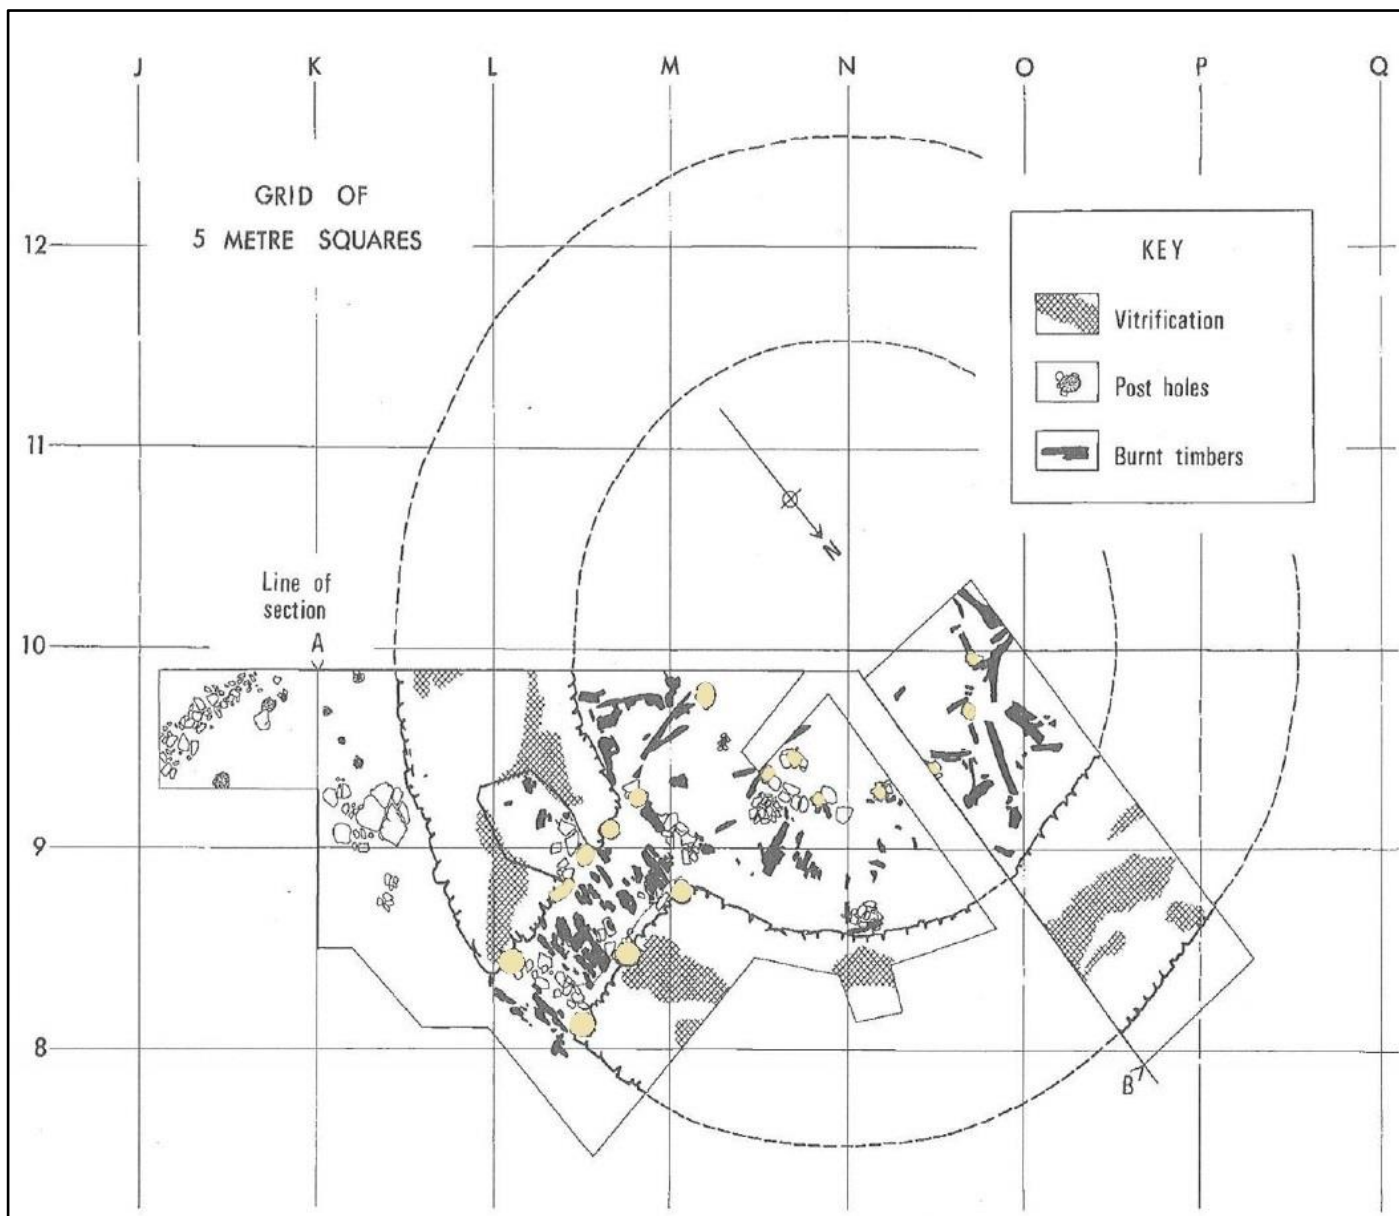 J K L M N O P Q
GRID OF
5 METRE SQUARES
12
11
10
9
8
KEY
Vitrification
Post holes
Burnt timbers
N
Line of
section
A
B